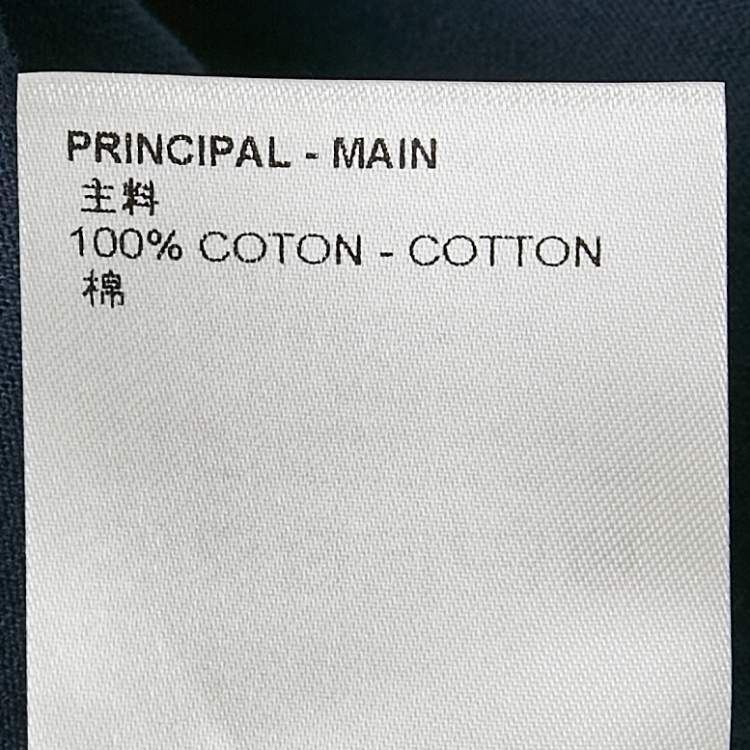 PRINCIPAL - MAIN
主料
100% COTON - COTTON
棉